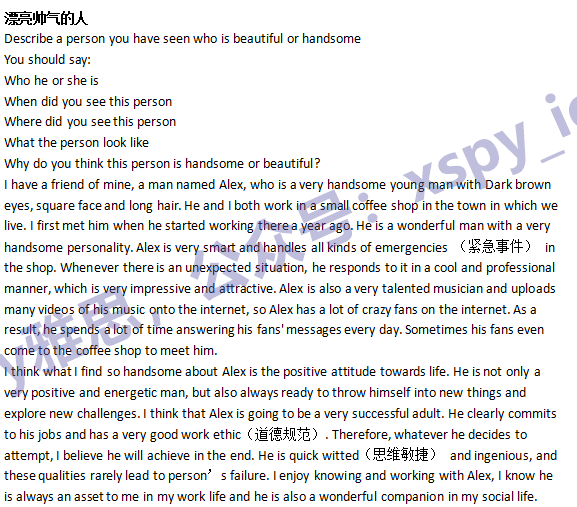 漂亮帅气的人
Describe a person you have seen who is beautiful or handsome
You should say:
Who he or she is
When did you see this person
Where did you see this person
What the person look like
Why do you think this person is handsome or beautiful?
I have a friend of mine, a man named Alex, who is a very handsome young man with Dark brown
eyes, square face and long hair. He and I both work in a small coffee shop in the town in which we
live. I first met him when he started working there a year ago. He is a wonderful man with a very
handsome personality. Alex is very smart and handles all kinds of emergencies （紧急事件） in
the shop. Whenever there is an unexpected situation, he responds to it in a cool and professional
manner, which is very impressive and attractive. Alex is also a very talented musician and uploads
many videos of his music onto the internet, so Alex has a lot of crazy fans on the internet. As a
result, he spends a lot of time answering his fans' messages every day. Sometimes his fans even
come to the coffee shop to meet him.
I think what I find so handsome about Alex is the positive attitude towards life. He is not only a
very positive and energetic man, but also always ready to throw himself into new things and
explore new challenges. I think that Alex is going to be a very successful adult. He clearly commits
to his jobs and has a very good work ethic（道德规范）. Therefore, whatever he decides to
attempt, I believe he will achieve in the end. He is quick witted（思维敏捷） and ingenious, and
these qualities rarely lead to person’s failure. I enjoy knowing and working with Alex, I know he
is always an asset to me in my work life and he is also a wonderful companion in my social life.
y雅思，公众号：xspy_ie